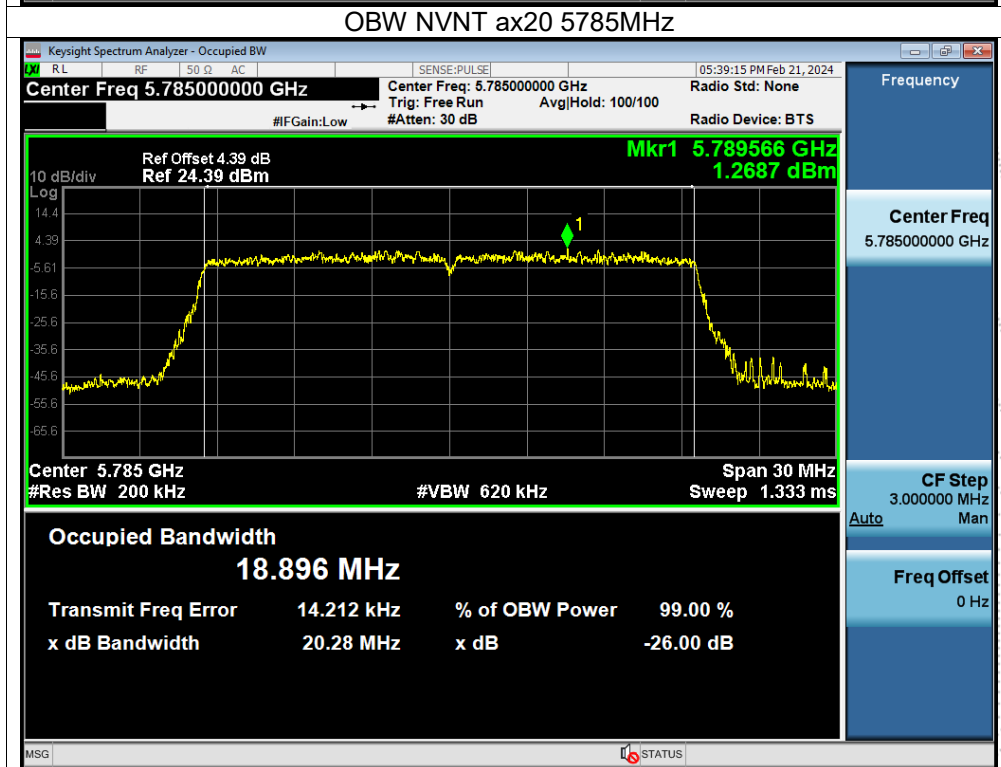 OBW NVNT ax20 5785MHz
Keysight Spectrum Analyzer - Occupied BW
LXI RL RF 50 Ω AC SENSE:PULSE 05:39:15 PM Feb 21, 2024
Center Freq 5.785000000 GHz
Center Freq: 5.785000000 GHz Radio Std: None
Trig: Free Run Avg|Hold: 100/100
#IFGain:Low #Atten: 30 dB Radio Device: BTS
Frequency
Mkr1 5.789566 GHz
1.2687 dBm
Ref Offset 4.39 dB
10 dB/div Ref 24.39 dBm
Log
14.4
4.39
-5.61
-15.6
-25.6
-35.6
-45.6
-55.6
-65.6
1
Center 5.785 GHz Span 30 MHz
#Res BW 200 kHz #VBW 620 kHz Sweep 1.333 ms
Occupied Bandwidth
18.896 MHz
Transmit Freq Error 14.212 kHz % of OBW Power 99.00 %
x dB Bandwidth 20.28 MHz x dB -26.00 dB
Center Freq
5.785000000 GHz
CF Step
3.000000 MHz
Auto Man
Freq Offset
0 Hz
MSG STATUS